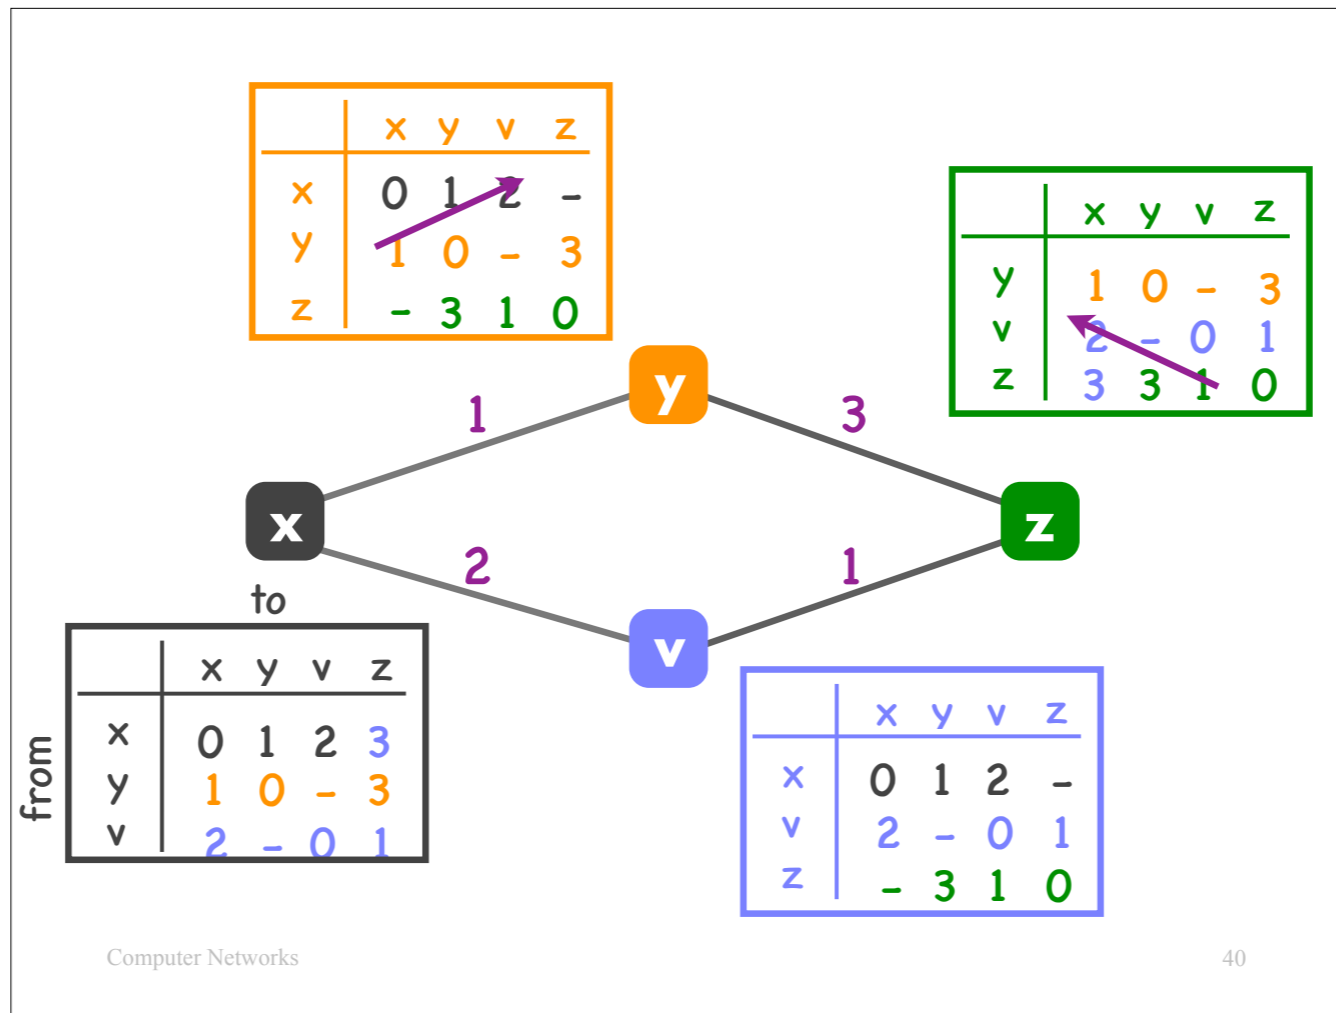 x y v z
x 0 1 2 -
y 1 0 - 3
z - 3 1 0
x y v z
y 1 0 - 3
v 2 - 0 1
z 3 3 1 0
y
1
3
x
z
2
1
to
v
from
x y v z
x 0 1 2 3
y 1 0 - 3
v 2 - 0 1
x y v z
x 0 1 2 -
v 2 - 0 1
z - 3 1 0
Computer Networks
40